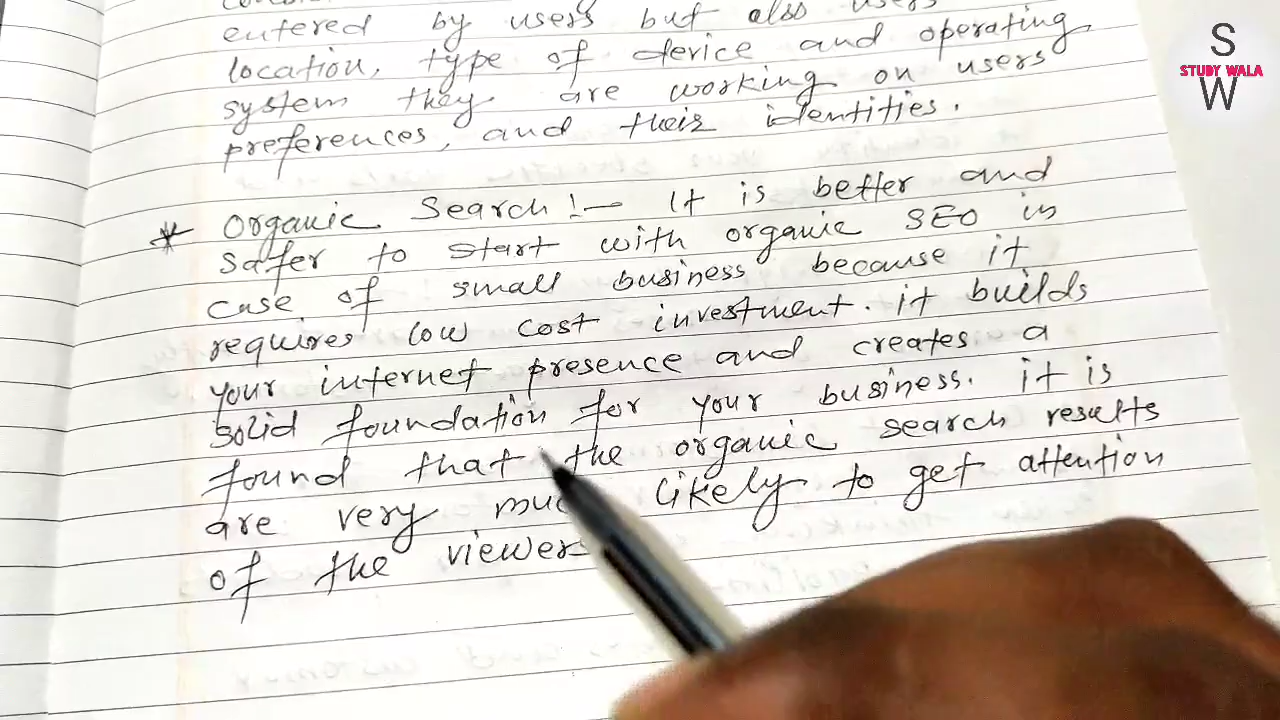 entered by users but also users
location, type of device and operating
system they are working on users
preferences, and their identities.
* Organic Search :- It is better and
safer to start with organic SEO in
case of small business because it
requires low cost investment. it builds
your internet presence and creates a
solid foundation for your business. it is
found that the organic search results
are very much likely to get attention
of the viewers
S
STUDY WALA
W